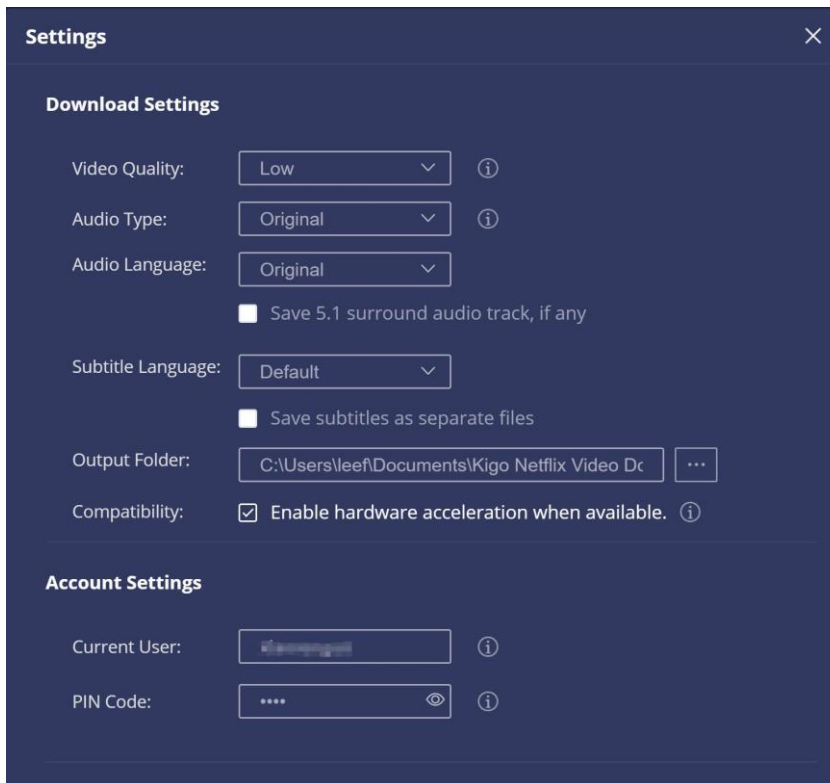 Settings
Download Settings
Video Quality: Low
Audio Type: Original
Audio Language: Original
Save 5.1 surround audio track, if any
Subtitle Language: Default
Save subtitles as separate files
Output Folder: C:\Users\leef\Documents\Kigo Netflix Video Dc ...
Compatibility: Enable hardware acceleration when available.
Account Settings
Current User:
PIN Code: ••••